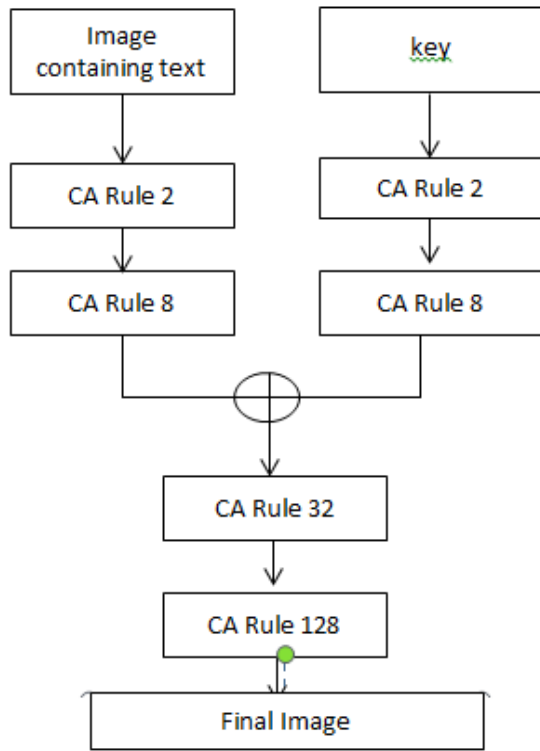 Image
containing text
key
CA Rule 2
CA Rule 2
CA Rule 8
CA Rule 8
CA Rule 32
CA Rule 128
Final Image